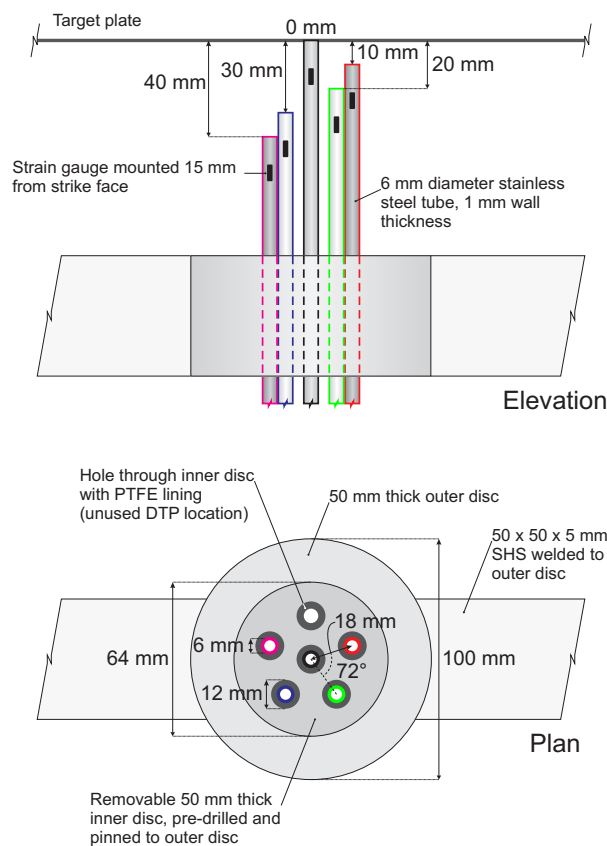 Target plate
0 mm
10 mm
20 mm
30 mm
40 mm
Strain gauge mounted 15 mm
from strike face
6 mm diameter stainless
steel tube, 1 mm wall
thickness
Elevation
Hole through inner disc
with PTFE lining
(unused DTP location)
50 mm thick outer disc
50 x 50 x 5 mm
SHS welded to
outer disc
18 mm
6 mm
64 mm
72°
100 mm
12 mm
Plan
Removable 50 mm thick
inner disc, pre-drilled and
pinned to outer disc